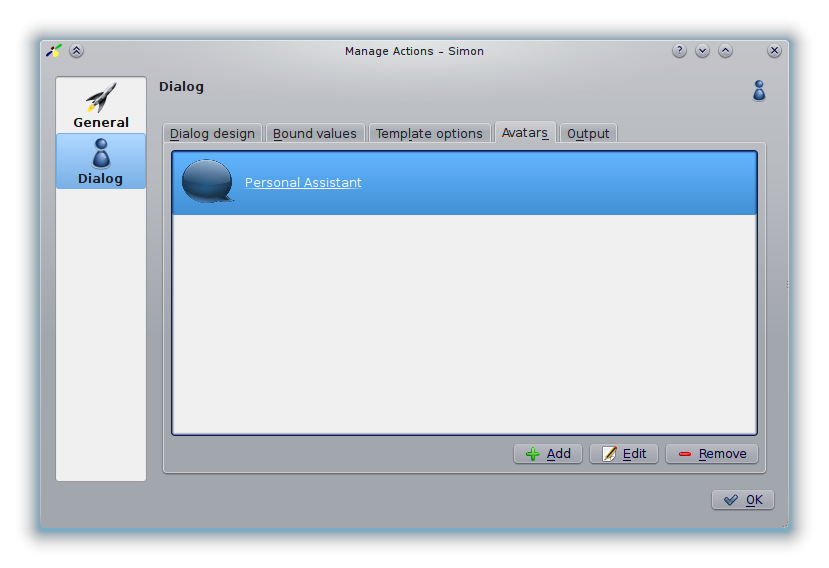 Manage Actions – Simon
General
Dialog
Dialog
Dialog design
Bound values
Template options
Avatars
Output
Personal Assistant
Add
Edit
Remove
OK